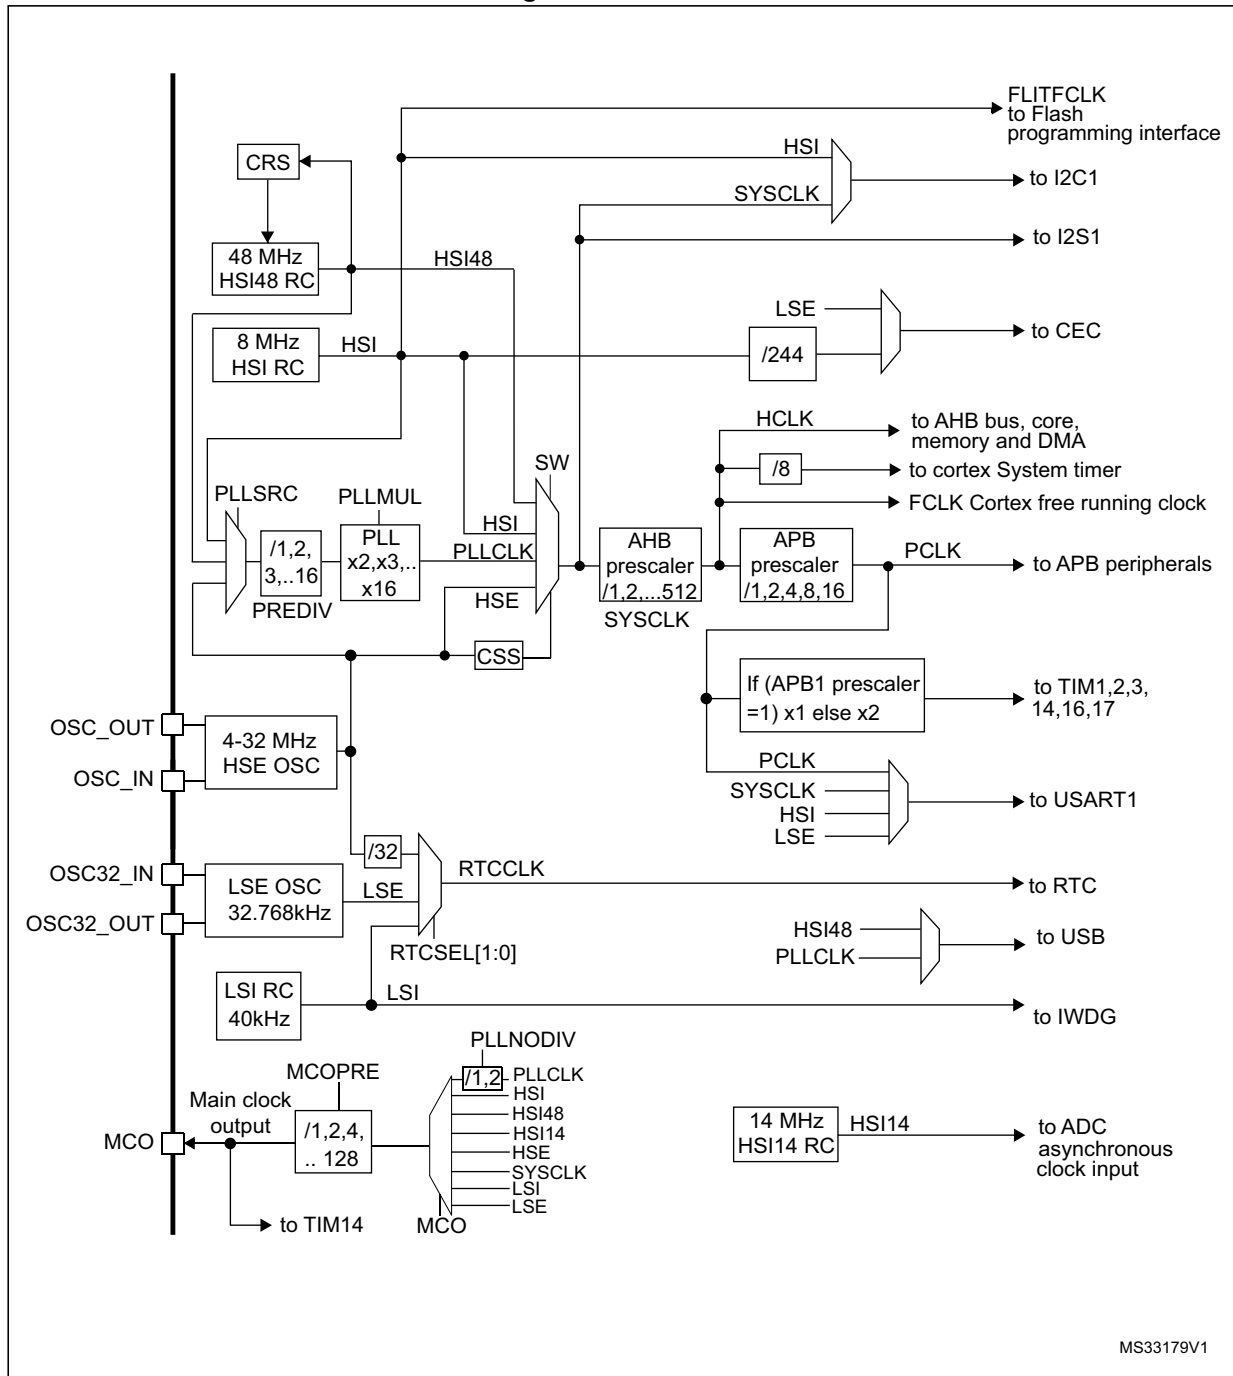 FLITFCLK
to Flash
programming interface
HSI
CRS
to I2C1
SYSCLK
to I2S1
48 MHz
HSI48 RC
HSI48
LSE
to CEC
8 MHz
HSI RC
HSI
/244
HCLK
to AHB bus, core,
memory and DMA
/8
to cortex System timer
SW
PLLSRC
PLLMUL
FCLK Cortex free running clock
HSI
/1,2,
3,..16
PREDIV
PLL
x2,x3,..
x16
PLLCLK
AHB
prescaler
/1,2,...512
SYSCLK
APB
prescaler
/1,2,4,8,16
PCLK
to APB peripherals
HSE
CSS
If (APB1 prescaler
=1) x1 else x2
to TIM1,2,3,
14,16,17
OSC_OUT
OSC_IN
4-32 MHz
HSE OSC
PCLK
SYSCLK
HSI
LSE
to USART1
/32
OSC32_IN
OSC32_OUT
LSE OSC
32.768kHz
LSE
RTCCLK
to RTC
RTCSEL[1:0]
HSI48
PLLCLK
to USB
LSI RC
40kHz
LSI
to IWDG
PLLNODIV
MCOPRE
/1,2
PLLCLK
HSI
HSI48
HSI14
HSE
SYSCLK
LSI
LSE
Main clock
output
MCO
/1,2,4,
.. 128
MCO
to TIM14
14 MHz
HSI14 RC
HSI14
to ADC
asynchronous
clock input
MS33179V1